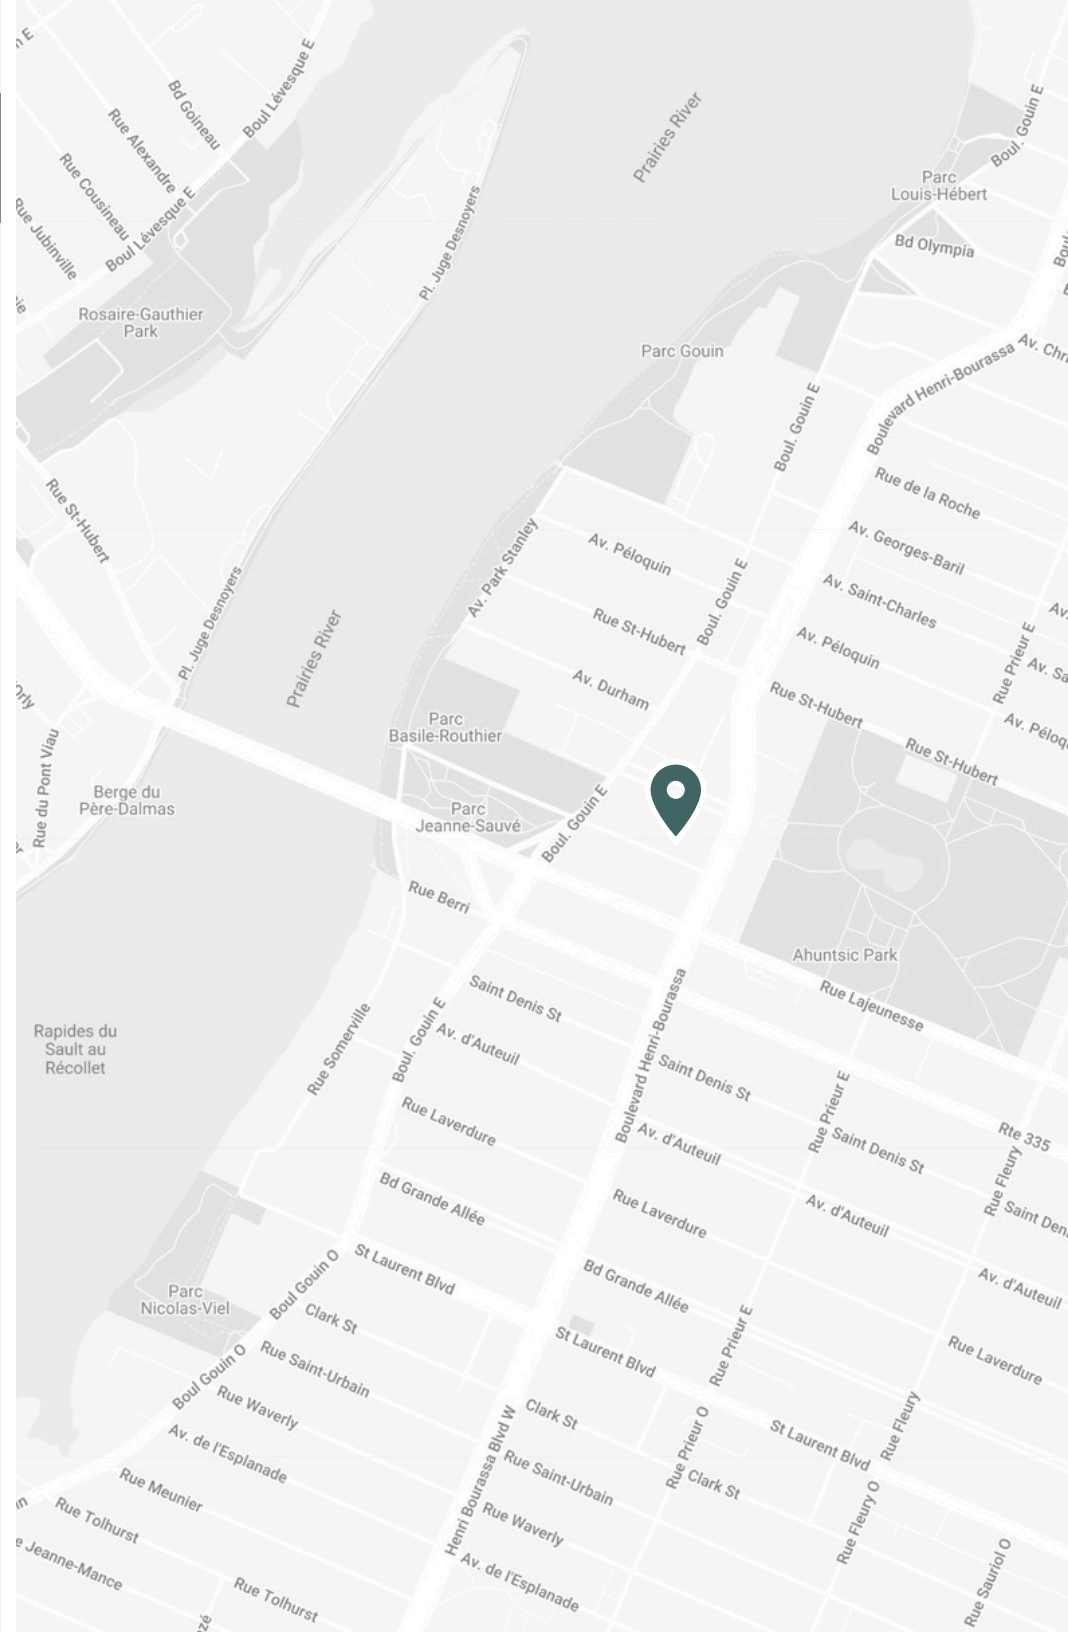 Boul Lévesque E
Bd Goineau
Rue Alexandre
Rue Cousineau
Boul Lévesque E
Rue Jubinville
Prairies River
Boul. Gouin E
Parc
Louis-Hébert
Bd Olympia
Pl. Juge Desnoyers
Rosaire-Gauthier
Park
Parc Gouin
Boulevard Henri-Bourassa
Av. Chri
Boul. Gouin E
Rue de la Roche
Rue St-Hubert
Av. Park Stanley
Av. Péloquin
Av. Georges-Baril
Boul. Gouin E
Av. Saint-Charles
Pl. Juge Desnoyers
Prairies River
Rue St-Hubert
Av. Péloquin
Rue Prieur E
Av.
Av. Sa
Av. Durham
Rue St-Hubert
Av. Péloq
Rue St-Hubert
Orly
Parc
Basile-Routhier
Rue du Pont Viau
Berge du
Père-Dalmas
Parc
Jeanne-Sauvé
Boul. Gouin E
Rue Berri
Ahuntsic Park
Rue Lajeunesse
Saint Denis St
Rapides du
Sault au
Récollet
Rue Somerville
Boul. Gouin E
Av. d'Auteuil
Boulevard Henri-Bourassa
Saint Denis St
Rue Laverdure
Av. d'Auteuil
Rue Prieur E
Saint Denis St
Rte 335
Rue Fleury
Bd Grande Allée
Rue Laverdure
Av. d'Auteuil
Saint Den
St Laurent Blvd
Boul Gouin O
Parc
Nicolas-Viel
Bd Grande Allée
Av. d'Auteuil
Clark St
St Laurent Blvd
Rue Prieur E
Rue Laverdure
Rue Saint-Urbain
Boul Gouin O
Rue Waverly
Clark St
Rue Prieur O
St Laurent Blvd
Rue Fleury
Av. de l'Esplanade
Henri Bourassa Blvd W
Rue Saint-Urbain
Clark St
Rue Meunier
Rue Waverly
Rue Fleury O
Rue Tolhurst
Av. de l'Esplanade
Rue Sauriol O
e Jeanne-Mance
Rue Tolhurst